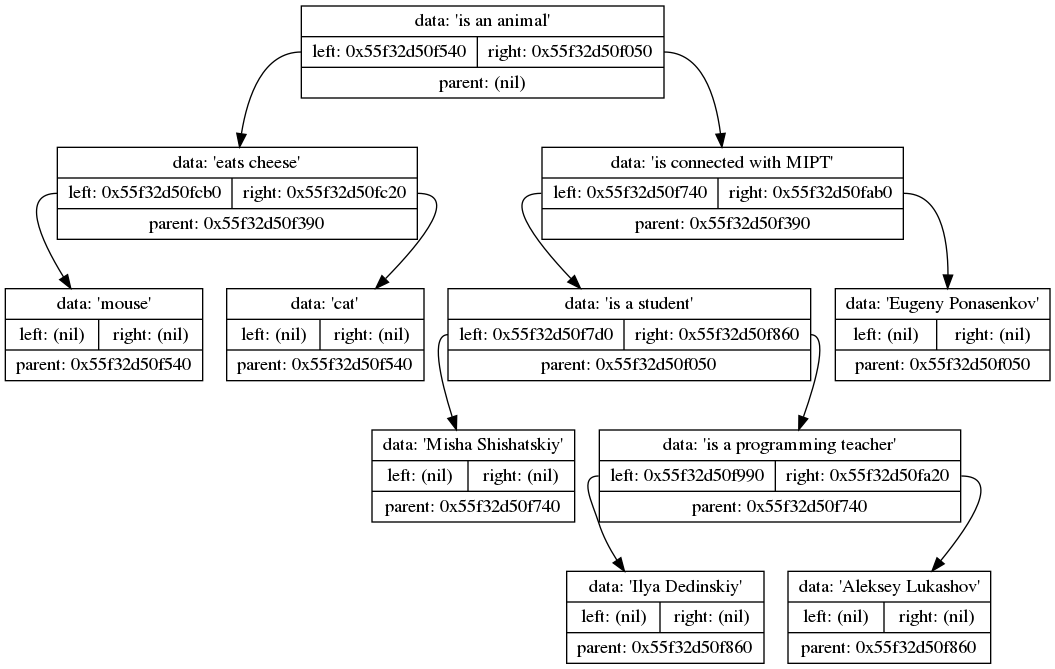 data: 'is an animal'
left: 0x55f32d50f540 right: 0x55f32d50f050
parent: (nil)
data: 'eats cheese'
left: 0x55f32d50fcb0 right: 0x55f32d50fc20
parent: 0x55f32d50f390
data: 'is connected with MIPT'
left: 0x55f32d50f740 right: 0x55f32d50fab0
parent: 0x55f32d50f390
data: 'mouse'
left: (nil) right: (nil)
parent: 0x55f32d50f540
data: 'cat'
left: (nil) right: (nil)
parent: 0x55f32d50f540
data: 'is a student'
left: 0x55f32d50f7d0 right: 0x55f32d50f860
parent: 0x55f32d50f050
data: 'Eugeny Ponasenkov'
left: (nil) right: (nil)
parent: 0x55f32d50f050
data: 'Misha Shishatskiy'
left: (nil) right: (nil)
parent: 0x55f32d50f740
data: 'is a programming teacher'
left: 0x55f32d50f990 right: 0x55f32d50fa20
parent: 0x55f32d50f740
data: 'Ilya Dedinskiy'
left: (nil) right: (nil)
parent: 0x55f32d50f860
data: 'Aleksey Lukashov'
left: (nil) right: (nil)
parent: 0x55f32d50f860